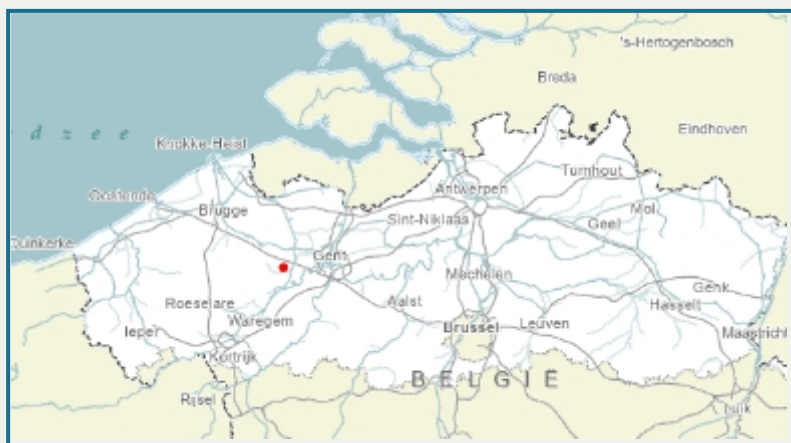 's-Hertogenbosch
Breda
Eindhoven
d z e e
Knokke-Heist
Turnhout
Oostende
Antwerpen
Brugge
Mol
Sint-Niklaas
Geel
Duinkerke
Gent
Mechelen
Genk
Roeselare
Aalst
Hasselt
Waregem
Brussel
Leuven
Ieper
Maastricht
Kortrijk
BELGIË
Rijsel
Luik